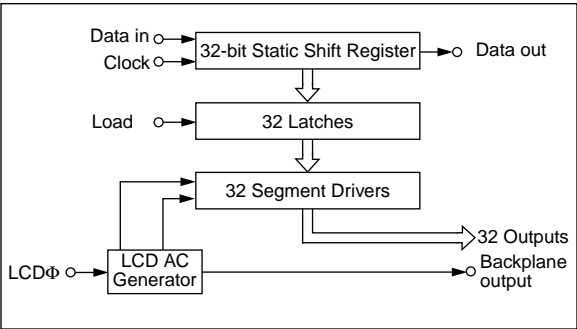 Data in
Clock
32-bit Static Shift Register
Data out
Load
32 Latches
32 Segment Drivers
32 Outputs
LCDΦ
LCD AC
Generator
Backplane
output